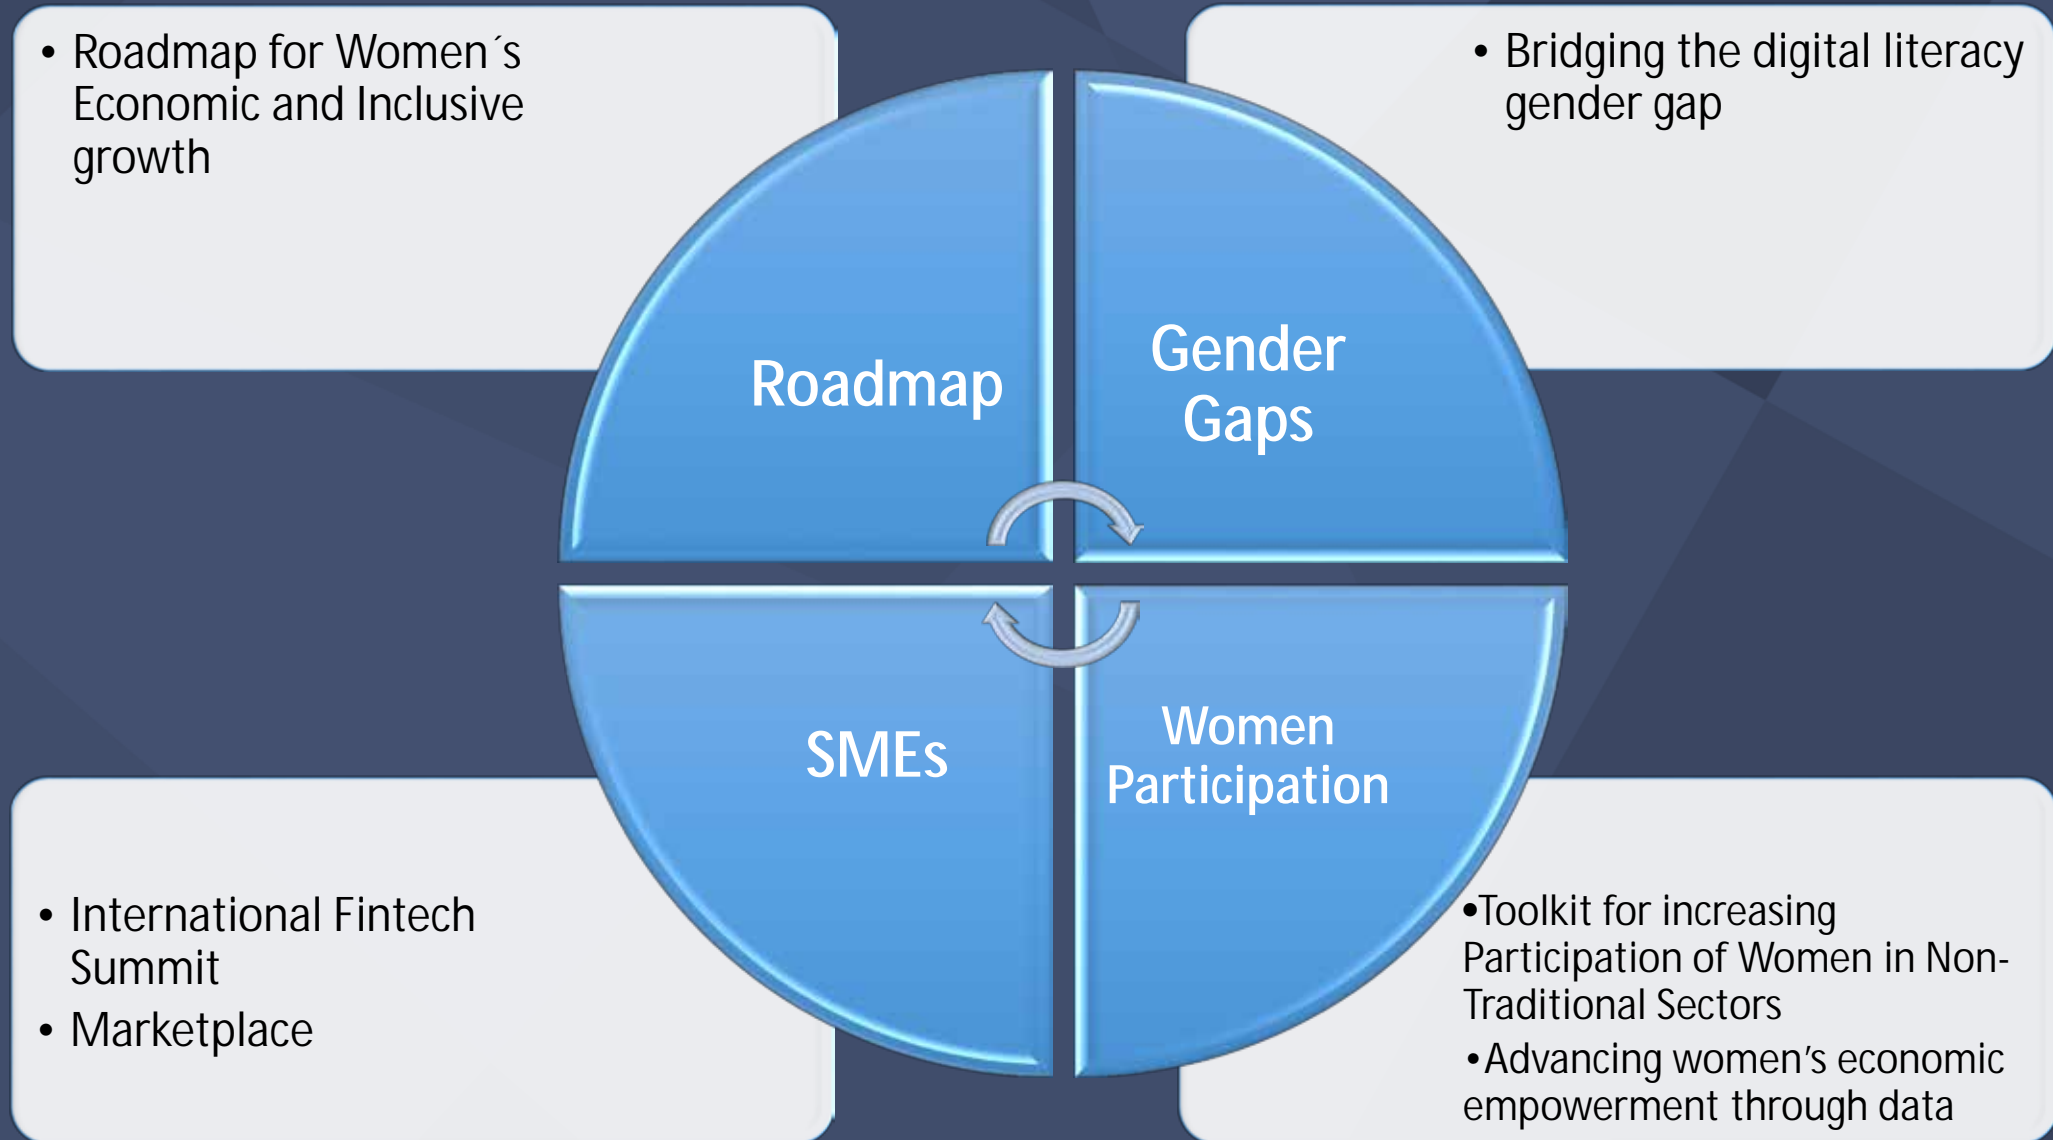 • Roadmap for Women´s
Economic and Inclusive
growth
• Bridging the digital literacy
gender gap
Roadmap
Gender
Gaps
SMEs
Women
Participation
• International Fintech
Summit
• Marketplace
•Toolkit for increasing
Participation of Women in Non-
Traditional Sectors
•Advancing women’s economic
empowerment through data